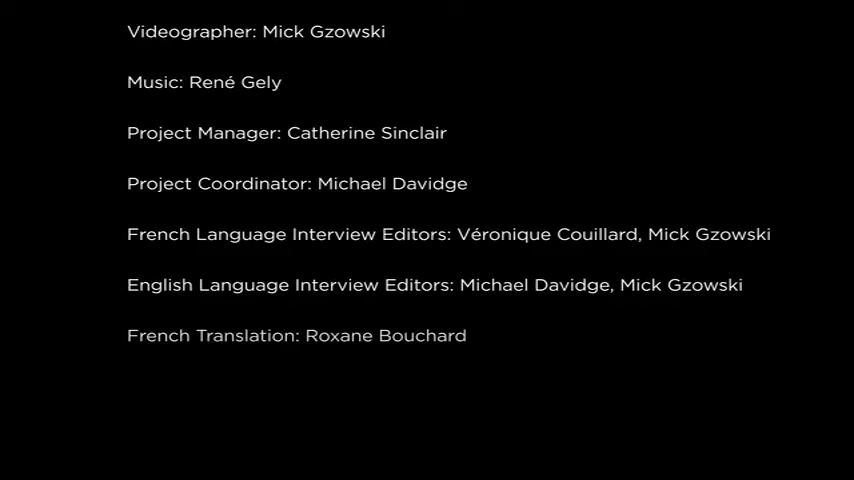 Videographer: Mick Gzowski
Music: René Gely
Project Manager: Catherine Sinclair
Project Coordinator: Michael Davidge
French Language Interview Editors: Véronique Couillard, Mick Gzowski
English Language Interview Editors: Michael Davidge, Mick Gzowski
French Translation: Roxane Bouchard